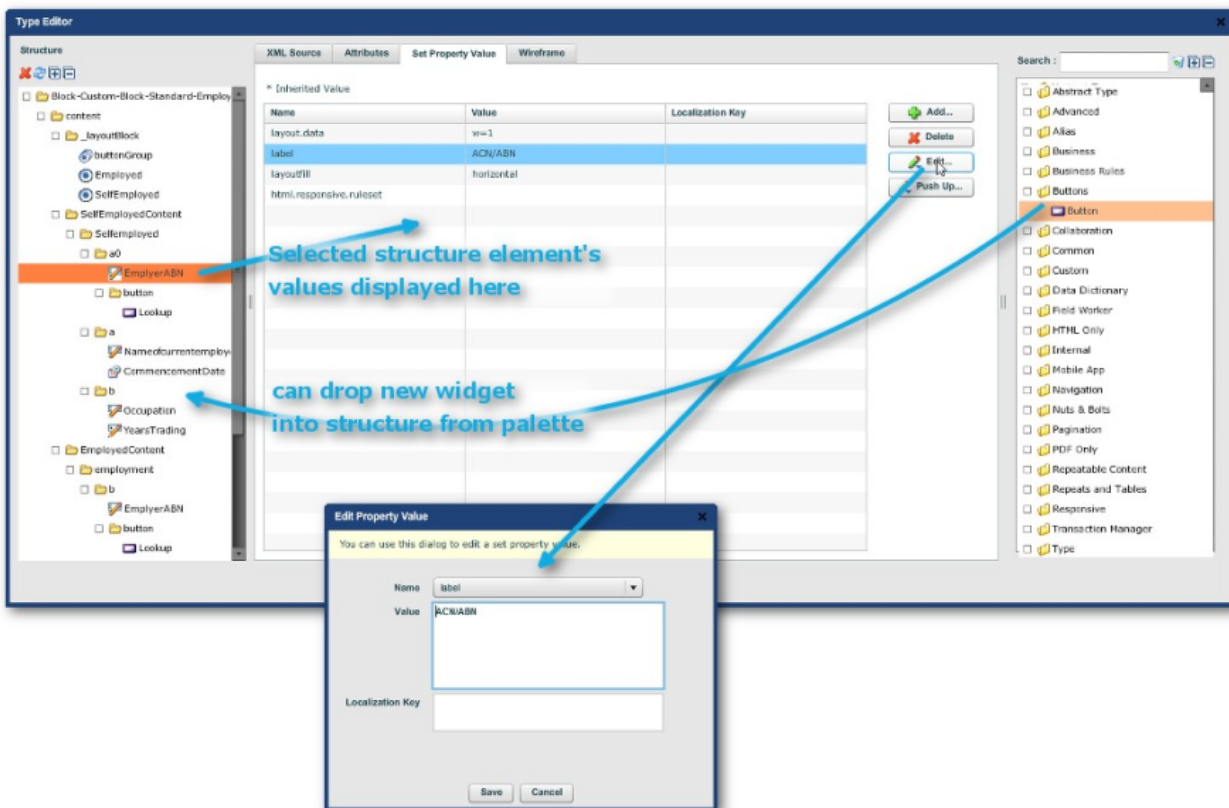 Type Editor
Structure
Block-Custom-Block-Standard-Employ
content
_layoutBlock
buttonGroup
Employed
SelfEmployed
SelfEmployedContent
Selfemployed
a0
EmplyerABN
button
Lookup
a
Nameofcurrentemploy
CommencementDate
b
Occupation
YearsTrading
EmployedContent
employment
b
EmplyerABN
button
Lookup
XML Source Attributes Set Property Value Wireframe
* Inherited Value
Name Value Localization Key
layout.data w=1
label ACN/ABN
layoutfill horizontal
html.responsive.ruleset
Add...
Delete
Edit...
Push Up...
Selected structure element's
values displayed here
can drop new widget
into structure from palette
Search :
Abstract Type
Advanced
Alias
Business
Business Rules
Buttons
Button
Collaboration
Common
Custom
Data Dictionary
Field Worker
HTML Only
Internal
Mobile App
Navigation
Nuts & Bolts
Pagination
PDF Only
Repeatable Content
Repeats and Tables
Responsive
Transaction Manager
Type
Edit Property Value
You can use this dialog to edit a set property value.
Name label
Value ACN/ABN
Localization Key
Save Cancel